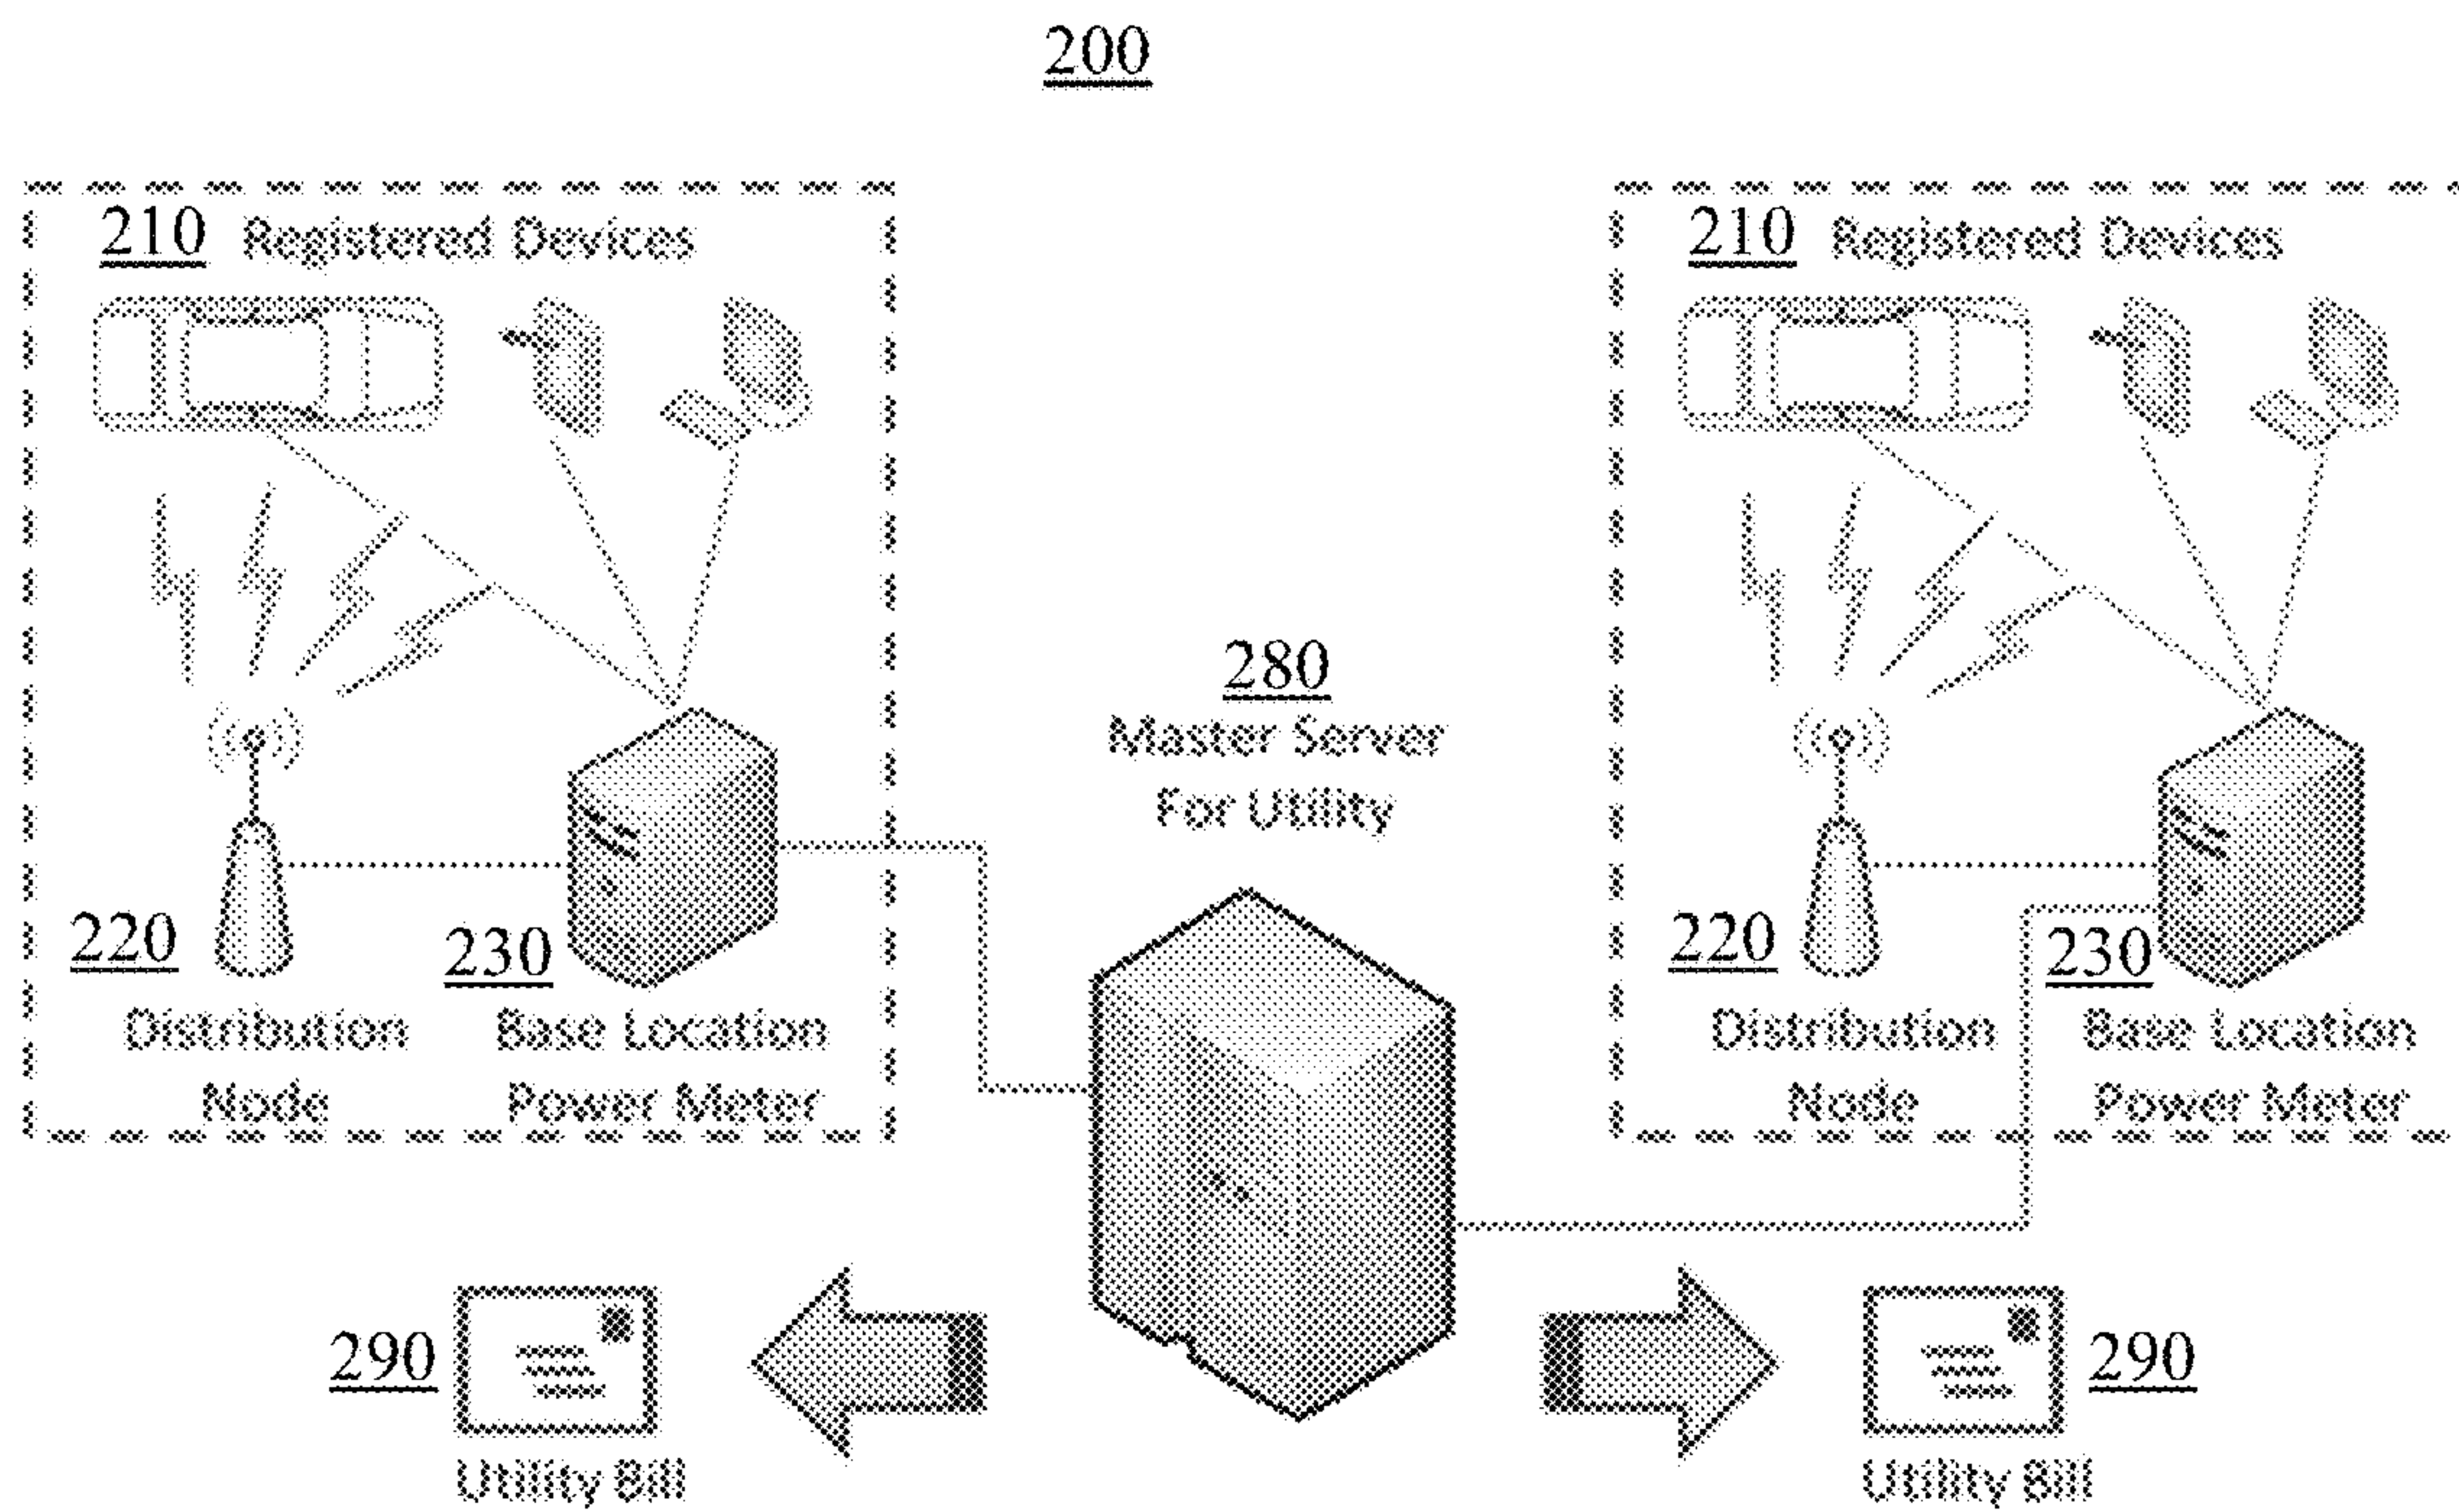 200
210 Registered Devices
210 Registered Devices
280
Master Server
For Utility
220
230
Distribution
Node
Base Location
Power Meter
220
230
Distribution
Node
Base Location
Power Meter
290
Utility Bill
290
Utility Bill